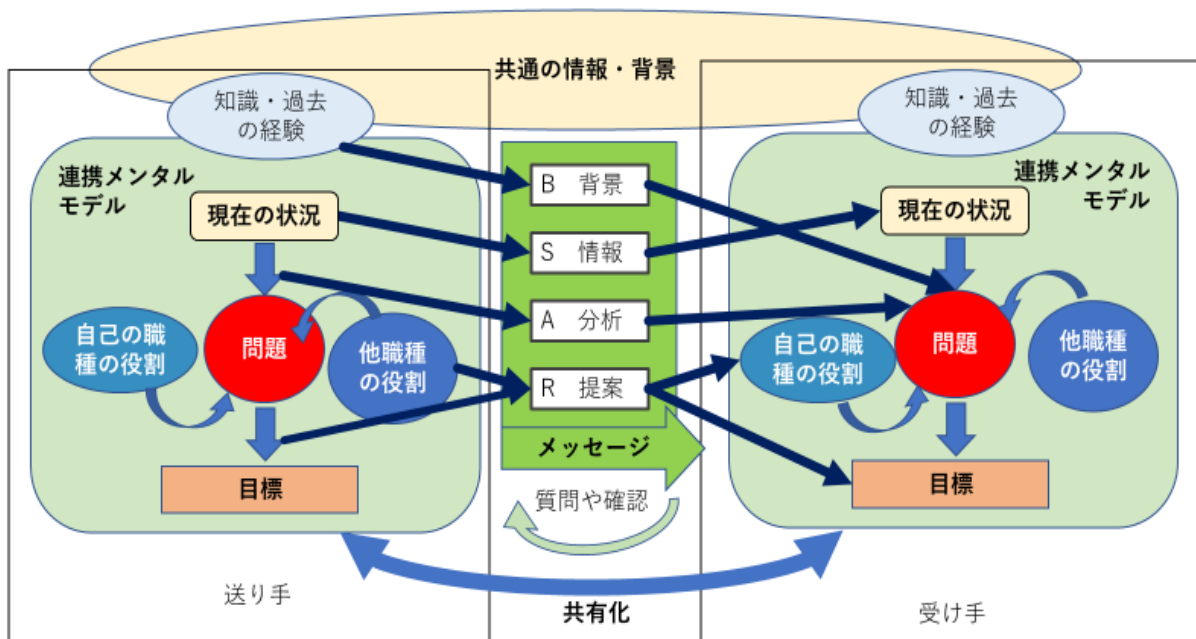 共通の情報・背景
知識・過去
の経験
連携メンタル
モデル
現在の状況
自己の職
種の役割
問題
他職種
の役割
目標
送り手
B 背景
S 情報
A 分析
R 提案
メッセージ
質問や確認
共有化
知識・過去
の経験
連携メンタル
モデル
現在の状況
自己の職
種の役割
問題
他職種
の役割
目標
受け手